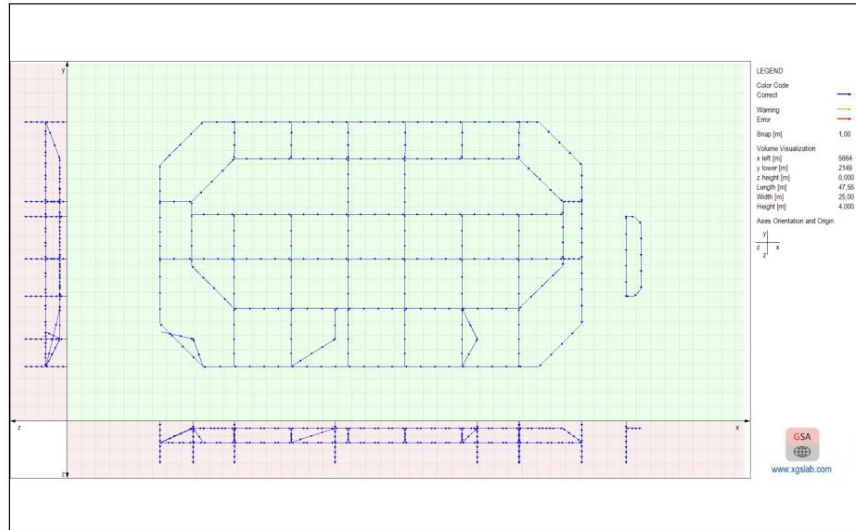 y
z
x
z
LEGEND
Color Code
Correct
Warning
Error
Snap [m] 1,00
Volume Visualization
x left [m] 5664
y lower [m] 2149
z height [m] 0,000
Length [m] 47,56
Width [m] 25,00
Height [m] 4,000
Axes Orientation and Origin
y
z x
z
GSA
www.xgslab.com